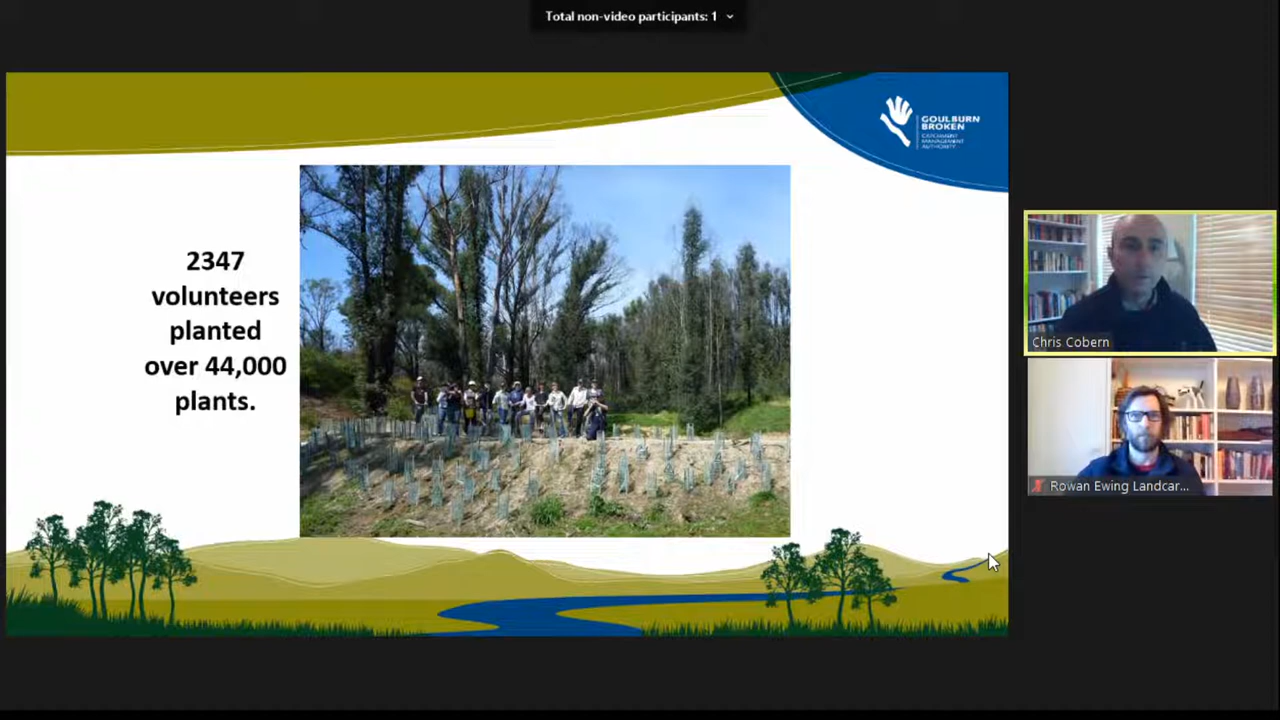 Total non-video participants: 1
GOULBURN
BROKEN
CATCHMENT
MANAGEMENT
AUTHORITY
2347
volunteers
planted
over 44,000
plants.
Chris Cobern
Rowan Ewing Landcar...